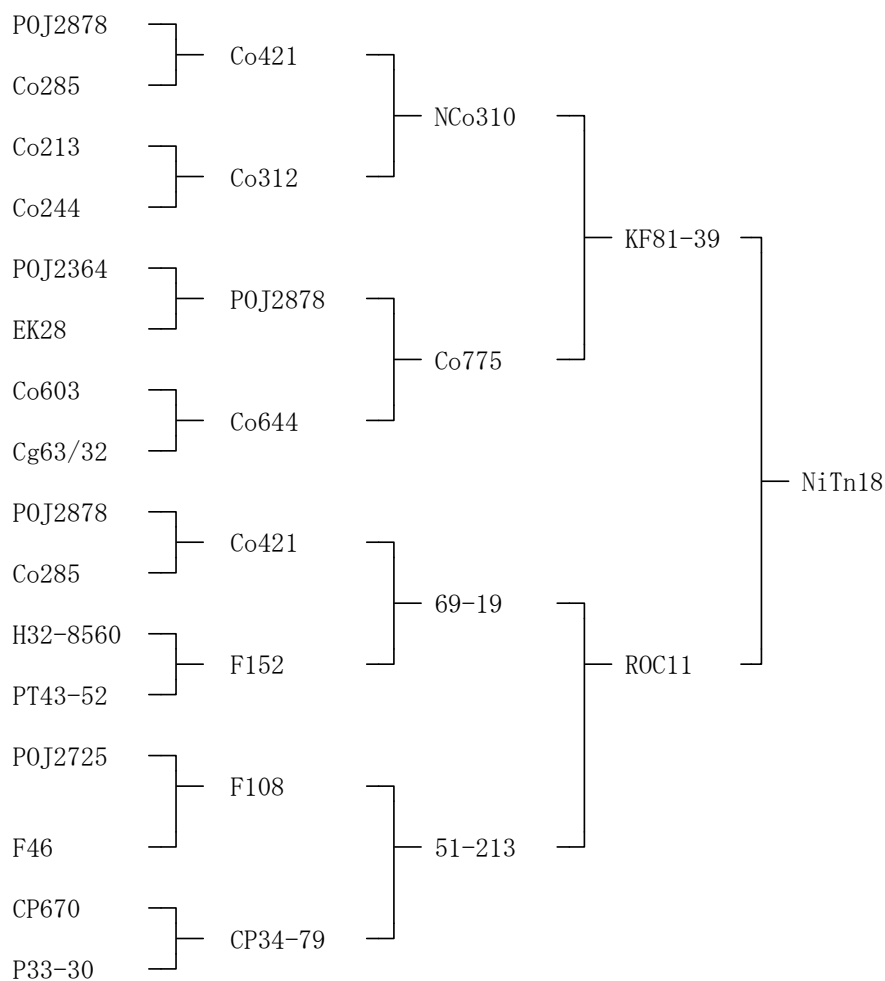 POJ2878
Co421
Co285
NCo310
Co213
Co312
Co244
KF81-39
POJ2364
POJ2878
EK28
Co775
Co603
Co644
Cg63/32
NiTn18
POJ2878
Co421
Co285
69-19
H32-8560
F152
ROC11
PT43-52
POJ2725
F108
F46
51-213
CP670
CP34-79
P33-30